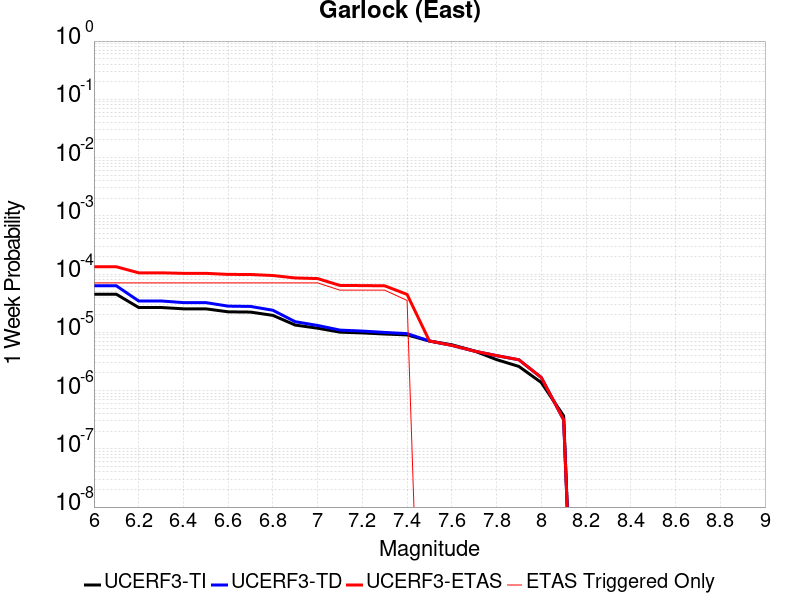 Garlock (East)
10^0
10^-1
10^-2
10^-3
10^-4
10^-5
10^-6
10^-7
10^-8
1 Week Probability
6 6.2 6.4 6.6 6.8 7 7.2 7.4 7.6 7.8 8 8.2 8.4 8.6 8.8 9
Magnitude
UCERF3-TI UCERF3-TD UCERF3-ETAS ETAS Triggered Only